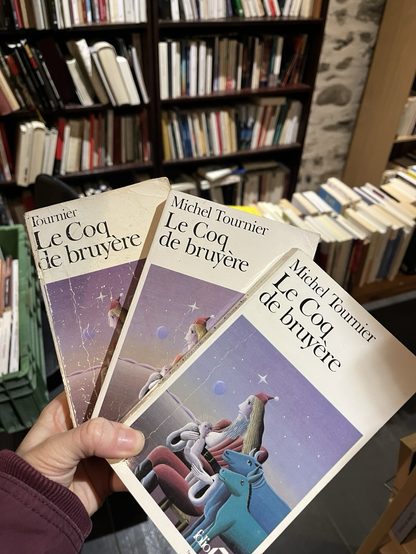 Tournier
Le Coq
de bruyère
Michel Tournier
Le Coq
de bruyère
Michel Tournier
Le Coq
de bruyère
folio